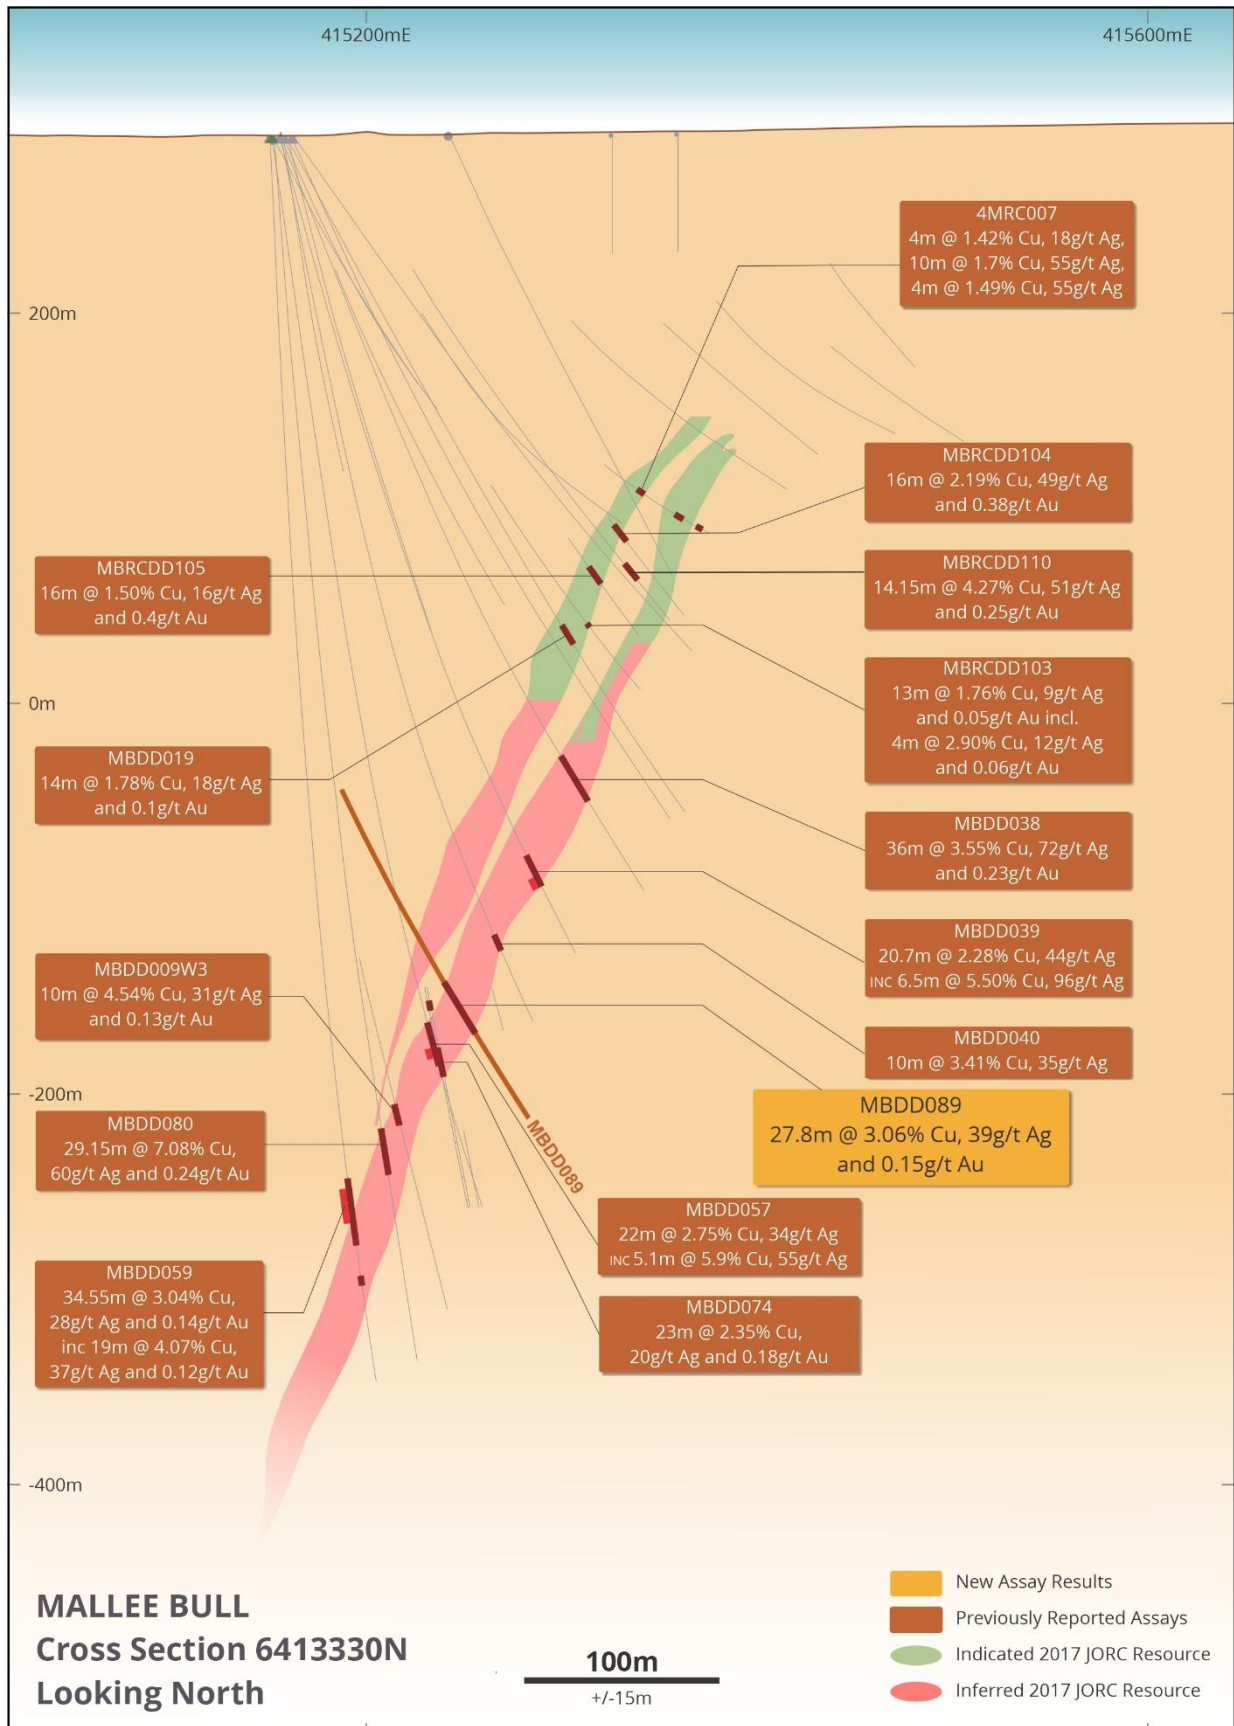 415200mE
415600mE
4MRC007
4m @ 1.42% Cu, 18g/t Ag,
10m @ 1.7% Cu, 55g/t Ag,
4m @ 1.49% Cu, 55g/t Ag
200m
MBRCDD104
16m @ 2.19% Cu, 49g/t Ag
and 0.38g/t Au
MBRCDD105
16m @ 1.50% Cu, 16g/t Ag
and 0.4g/t Au
MBRCDD110
14.15m @ 4.27% Cu, 51g/t Ag
and 0.25g/t Au
MBRCDD103
13m @ 1.76% Cu, 9g/t Ag
and 0.05g/t Au incl.
4m @ 2.90% Cu, 12g/t Ag
and 0.06g/t Au
0m
MBDD019
14m @ 1.78% Cu, 18g/t Ag
and 0.1g/t Au
MBDD038
36m @ 3.55% Cu, 72g/t Ag
and 0.23g/t Au
MBDD039
20.7m @ 2.28% Cu, 44g/t Ag
INC 6.5m @ 5.50% Cu, 96g/t Ag
MBDD009W3
10m @ 4.54% Cu, 31g/t Ag
and 0.13g/t Au
MBDD040
10m @ 3.41% Cu, 35g/t Ag
-200m
MBDD089
27.8m @ 3.06% Cu, 39g/t Ag
and 0.15g/t Au
MBDD080
29.15m @ 7.08% Cu,
60g/t Ag and 0.24g/t Au
MBDD089
MBDD057
22m @ 2.75% Cu, 34g/t Ag
INC 5.1m @ 5.9% Cu, 55g/t Ag
MBDD059
34.55m @ 3.04% Cu,
28g/t Ag and 0.14g/t Au
inc 19m @ 4.07% Cu,
37g/t Ag and 0.12g/t Au
MBDD074
23m @ 2.35% Cu,
20g/t Ag and 0.18g/t Au
-400m
MALLEE BULL
Cross Section 6413330N
Looking North
100m
+/-15m
New Assay Results
Previously Reported Assays
Indicated 2017 JORC Resource
Inferred 2017 JORC Resource